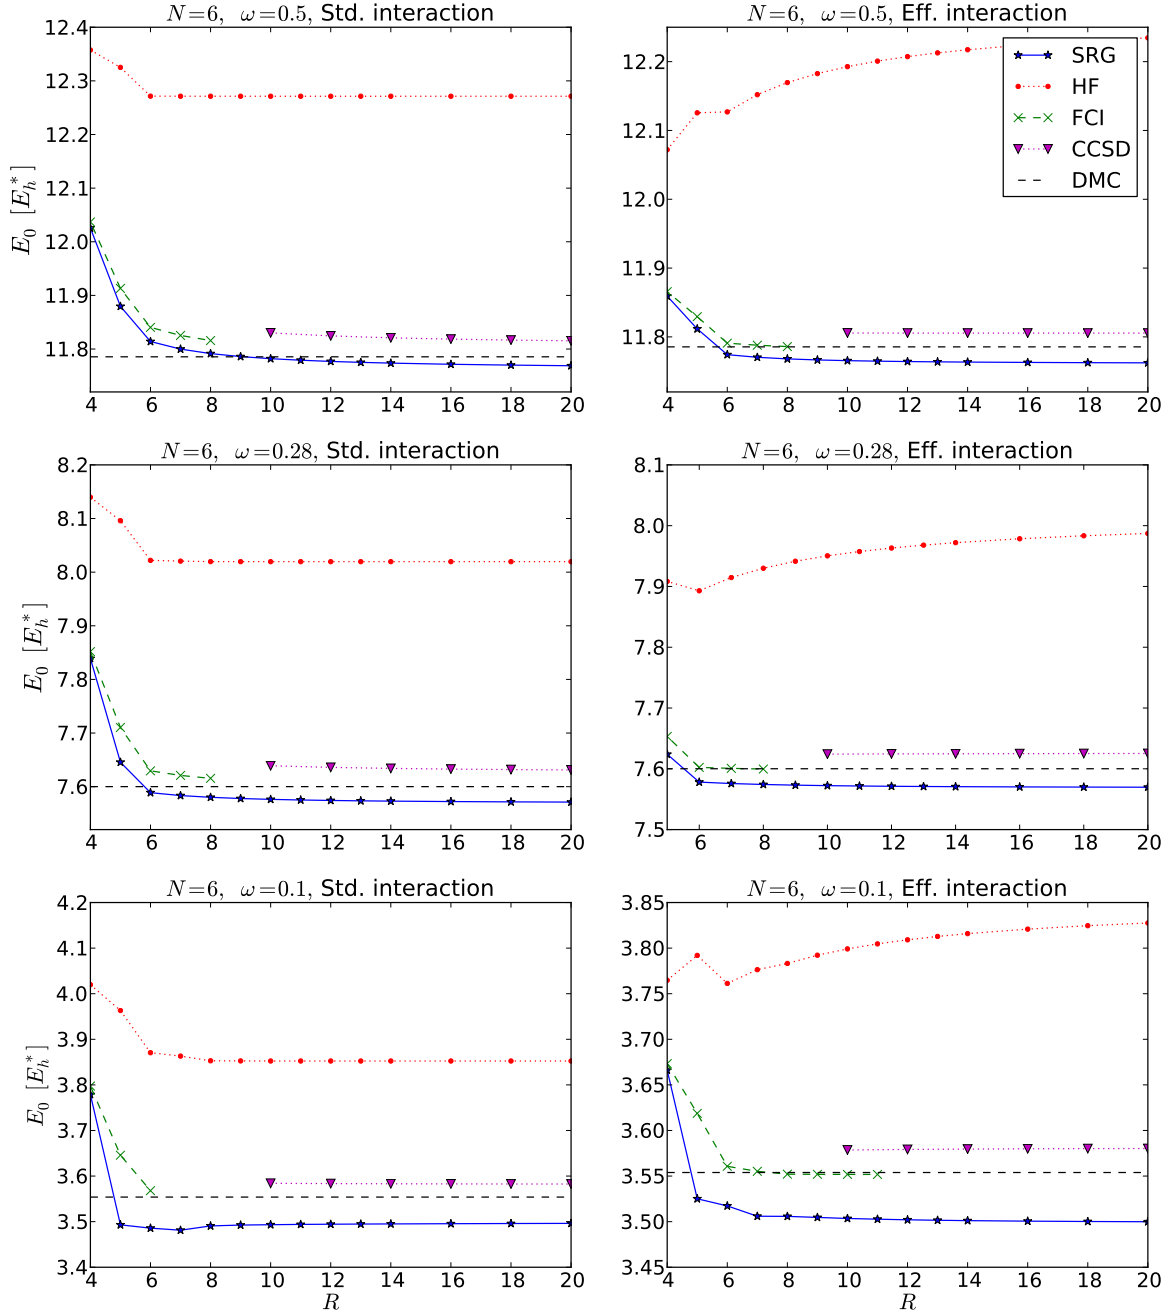 N=6, ω=0.5, Std. interaction
12.4
12.3
12.2
12.1
12.0
11.9
11.8
E₀ [E*ₕ]
4 6 8 10 12 14 16 18 20
N=6, ω=0.5, Eff. interaction
12.2
12.1
12.0
11.9
11.8
4 6 8 10 12 14 16 18 20
SRG
HF
FCI
CCSD
DMC
N=6, ω=0.28, Std. interaction
8.2
8.1
8.0
7.9
7.8
7.7
7.6
E₀ [E*ₕ]
4 6 8 10 12 14 16 18 20
N=6, ω=0.28, Eff. interaction
8.1
8.0
7.9
7.8
7.7
7.6
7.5
4 6 8 10 12 14 16 18 20
N=6, ω=0.1, Std. interaction
4.2
4.1
4.0
3.9
3.8
3.7
3.6
3.5
3.4
E₀ [E*ₕ]
4 6 8 10 12 14 16 18 20
R
N=6, ω=0.1, Eff. interaction
3.85
3.80
3.75
3.70
3.65
3.60
3.55
3.50
3.45
4 6 8 10 12 14 16 18 20
R